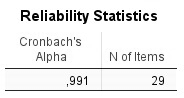 Reliability Statistics
Cronbach's
Alpha N of Items
,991 29